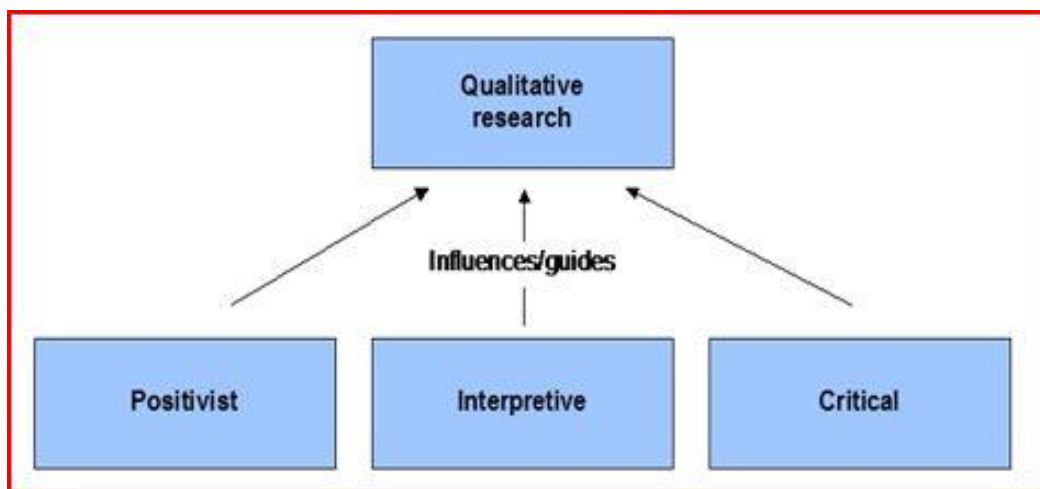 Qualitative
research
Influences/guides
Positivist
Interpretive
Critical